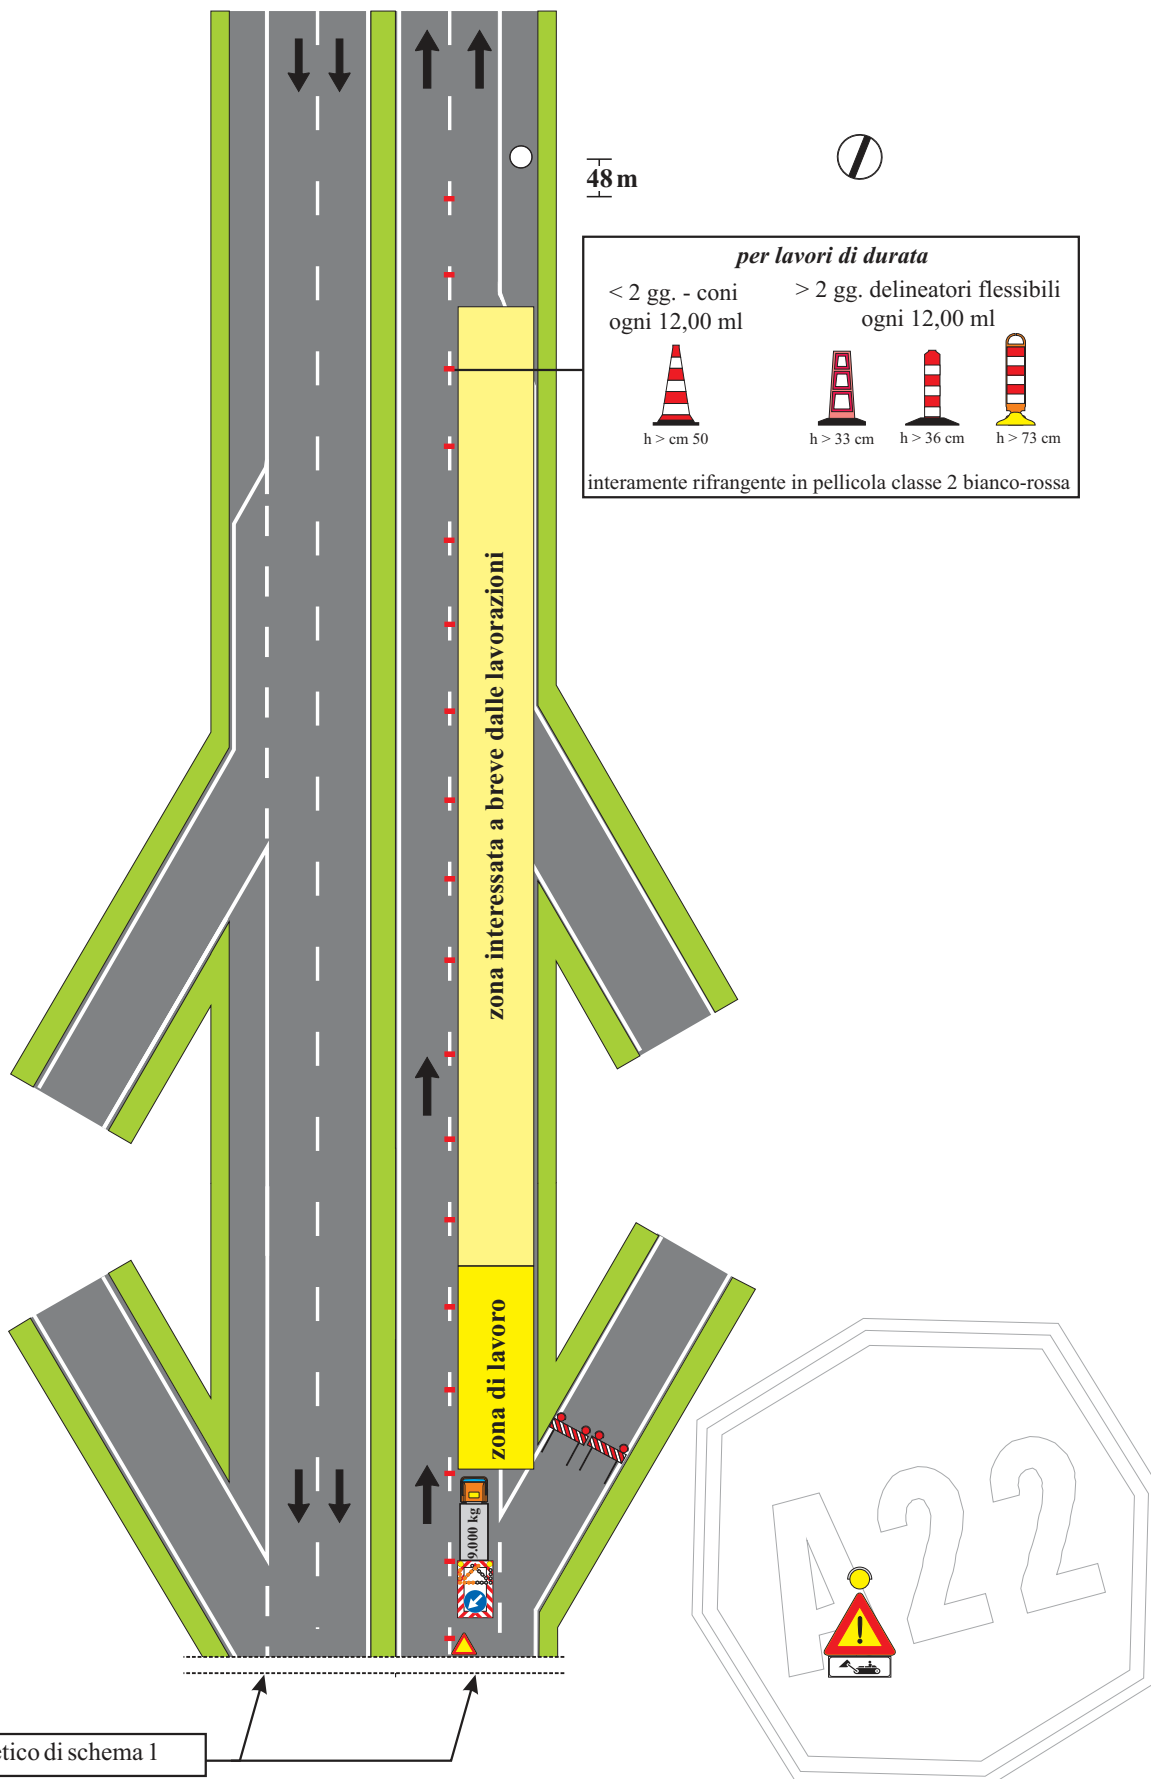 48 m
per lavori di durata
< 2 gg. - coni
ogni 12,00 ml
> 2 gg. delineatori flessibili
ogni 12,00 ml
h > cm 50
h > 33 cm
h > 36 cm
h > 73 cm
interamente rifrangente in pellicola classe 2 bianco-rossa
zona interessata a breve dalle lavorazioni
zona di lavoro
9.000 kg
A22
!
di schema 1